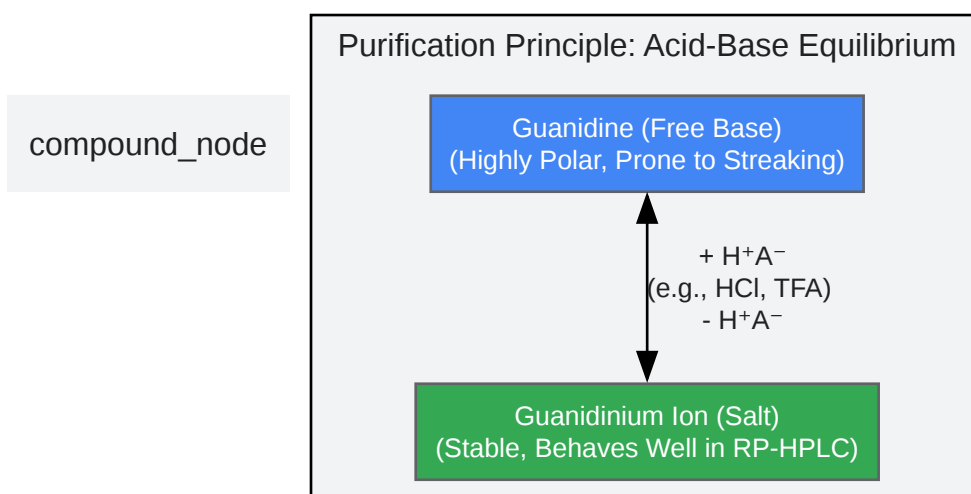 Purification Principle: Acid-Base Equilibrium
compound_node
Guanidine (Free Base)
(Highly Polar, Prone to Streaking)
+ H⁺A⁻
(e.g., HCl, TFA)
- H⁺A⁻
Guanidinium Ion (Salt)
(Stable, Behaves Well in RP-HPLC)